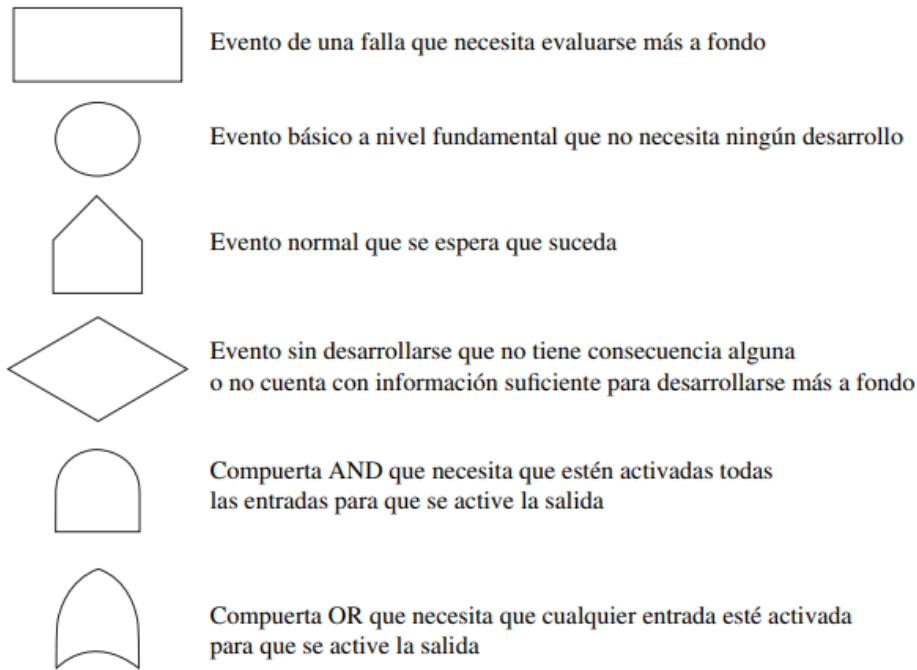 Evento de una falla que necesita evaluarse más a fondo
Evento básico a nivel fundamental que no necesita ningún desarrollo
Evento normal que se espera que suceda
Evento sin desarrollarse que no tiene consecuencia alguna
o no cuenta con información suficiente para desarrollarse más a fondo
Compuerta AND que necesita que estén activadas todas
las entradas para que se active la salida
Compuerta OR que necesita que cualquier entrada esté activada
para que se active la salida